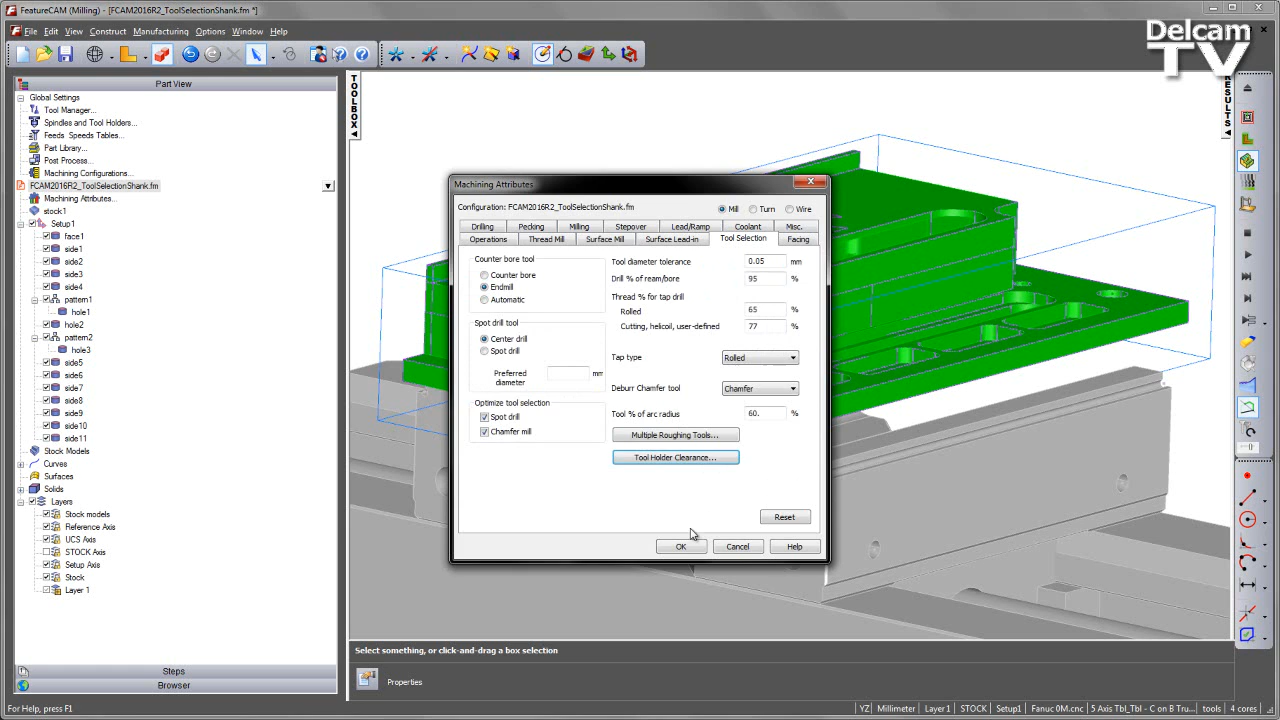 FeatureCAM (Milling) - [FCAM2016R2_ToolSelectionShank.fm *]
File Edit View Construct Manufacturing Options Window Help
Delcam
TV
Part View
Global Settings
Tool Manager...
Spindles and Tool Holders...
Feeds Speeds Tables...
Part Library...
Post Process...
Machining Configurations...
FCAM2016R2_ToolSelectionShank.fm
Machining Attributes...
stock1
Setup1
face1
side1
side2
side3
side4
pattern1
hole1
hole2
pattern2
hole3
side5
side6
side7
side8
side9
side10
side11
Stock Models
Curves
Surfaces
Solids
Layers
Stock models
Reference Axis
UCS Axis
STOCK Axis
Setup Axis
Stock
Layer 1
Steps
Browser
TOOLBOX
RESULTS
Machining Attributes
Configuration: FCAM2016R2_ToolSelectionShank.fm
Mill Turn Wire
Drilling Pecking Milling Stepover Lead/Ramp Coolant Misc.
Operations Thread Mill Surface Mill Surface Lead-in Tool Selection Facing
Counter bore tool
Counter bore
Endmill
Automatic
Spot drill tool
Center drill
Spot drill
Preferred
diameter
mm
Optimize tool selection
Spot drill
Chamfer mill
Tool diameter tolerance 0.05 mm
Drill % of ream/bore 95 %
Thread % for tap drill
Rolled 65 %
Cutting, helicoil, user-defined 77 %
Tap type Rolled
Deburr Chamfer tool Chamfer
Tool % of arc radius 60. %
Multiple Roughing Tools...
Tool Holder Clearance...
Reset
OK Cancel Help
Select something, or click-and-drag a box selection
Properties
For Help, press F1
YZ Millimeter Layer1 STOCK Setup1 Fanuc 0M.cnc 5 Axis Tbl_Tbl - C on B Tru... tools 4 cores